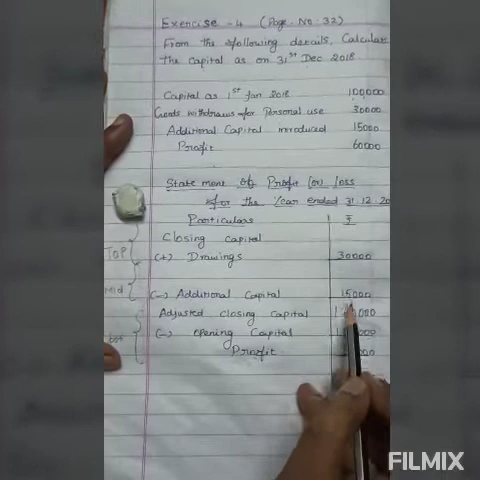 Exercise - 4 (Page. No. 32)
From the following details, Calculate
the Capital as on 31st Dec 2018
Capital as 1st Jan 2018 100000
Goods withdrawn for Personal use 30000
Additional Capital introduced 15000
Profit 60000
Statement of Profit (or) loss
for the Year ended 31.12.20
Particulars ₹
Closing Capital
(+) Drawings 30000
TOP
Mid
(-) Additional Capital 15000
Adjusted closing Capital
(-) Opening Capital
Profit
bot
FILMIX